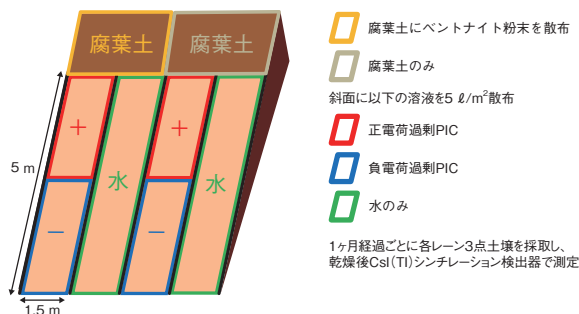 腐葉土 腐葉土
＋ ＋
水 水
− −
5 m
1.5 m
腐葉土にベントナイト粉末を散布
腐葉土のみ
斜面に以下の溶液を5 ℓ/m²散布
正電荷過剰PIC
負電荷過剰PIC
水のみ
1ヶ月経過ごとに各レーン3点土壌を採取し、
乾燥後CsI（Tl）シンチレーション検出器で測定